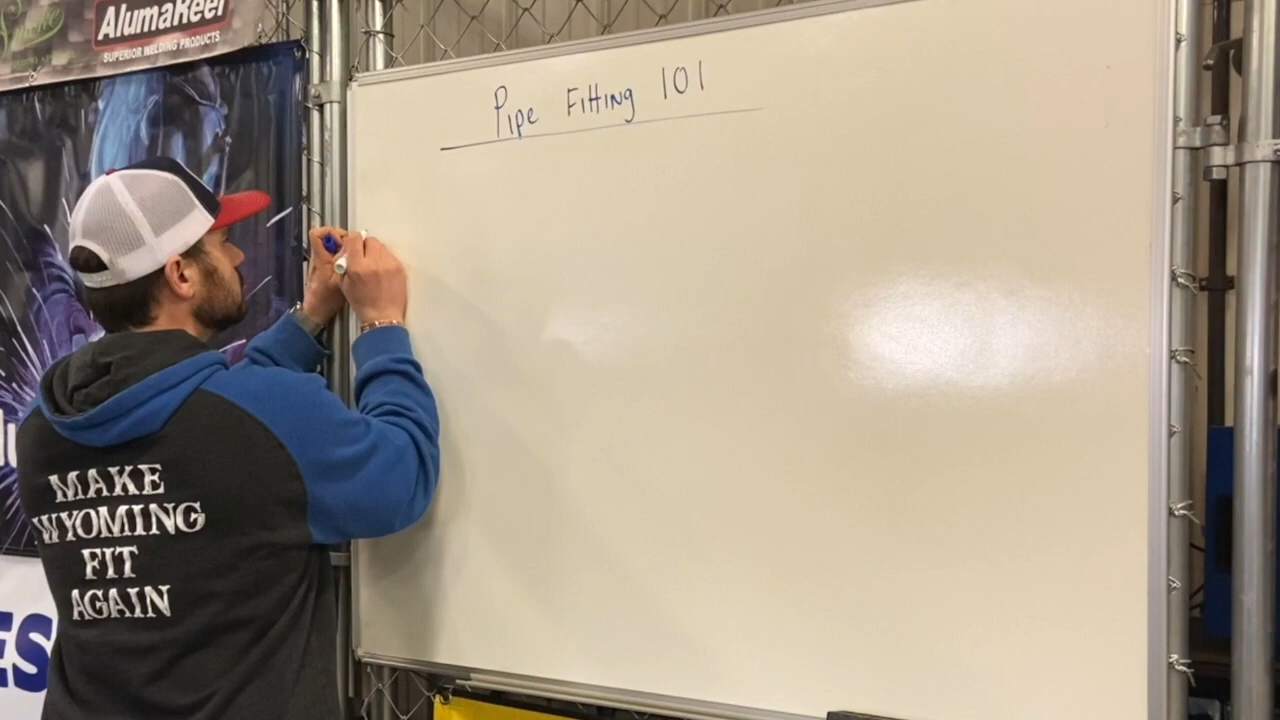 AlumaReel
SUPERIOR WELDING PRODUCTS
Pipe Fitting 101
MAKE
WYOMING
FIT
AGAIN
ES